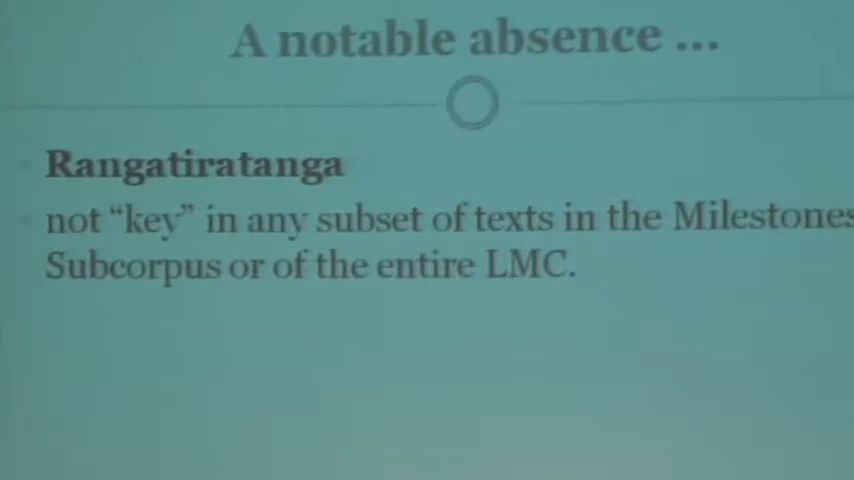 A notable absence ...
Rangatiratanga
not “key” in any subset of texts in the Milestones
Subcorpus or of the entire LMC.